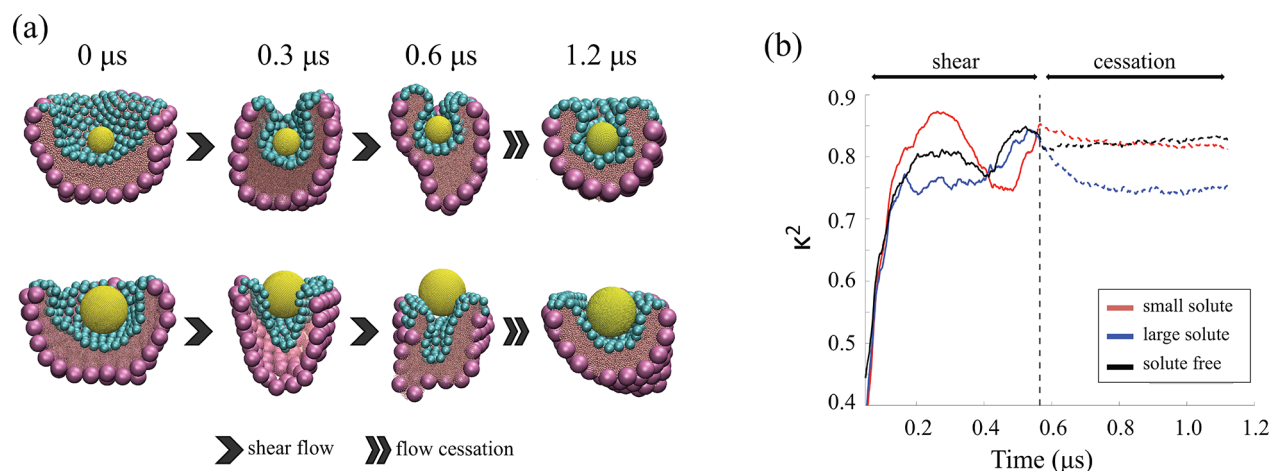 (a)
0 μs
0.3 μs
0.6 μs
1.2 μs
shear flow
flow cessation
(b)
shear
cessation
0.9
0.8
0.7
0.8
0.5
0.4
κ²
small solute
large solute
solute free
0.2
0.4
0.6
0.8
1.0
1.2
Time (μs)